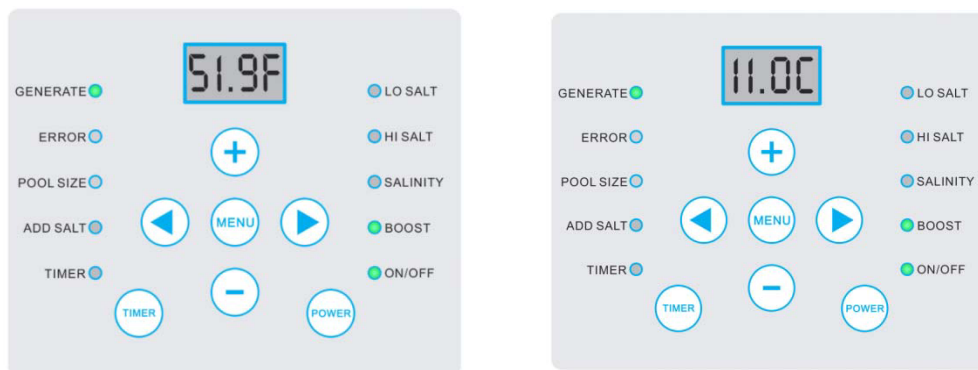 51.9F
GENERATE
LO SALT
ERROR
HI SALT
POOL SIZE
SALINITY
MENU
ADD SALT
BOOST
TIMER
ON/OFF
TIMER
POWER
11.0C
GENERATE
LO SALT
ERROR
HI SALT
POOL SIZE
SALINITY
MENU
ADD SALT
BOOST
TIMER
ON/OFF
TIMER
POWER